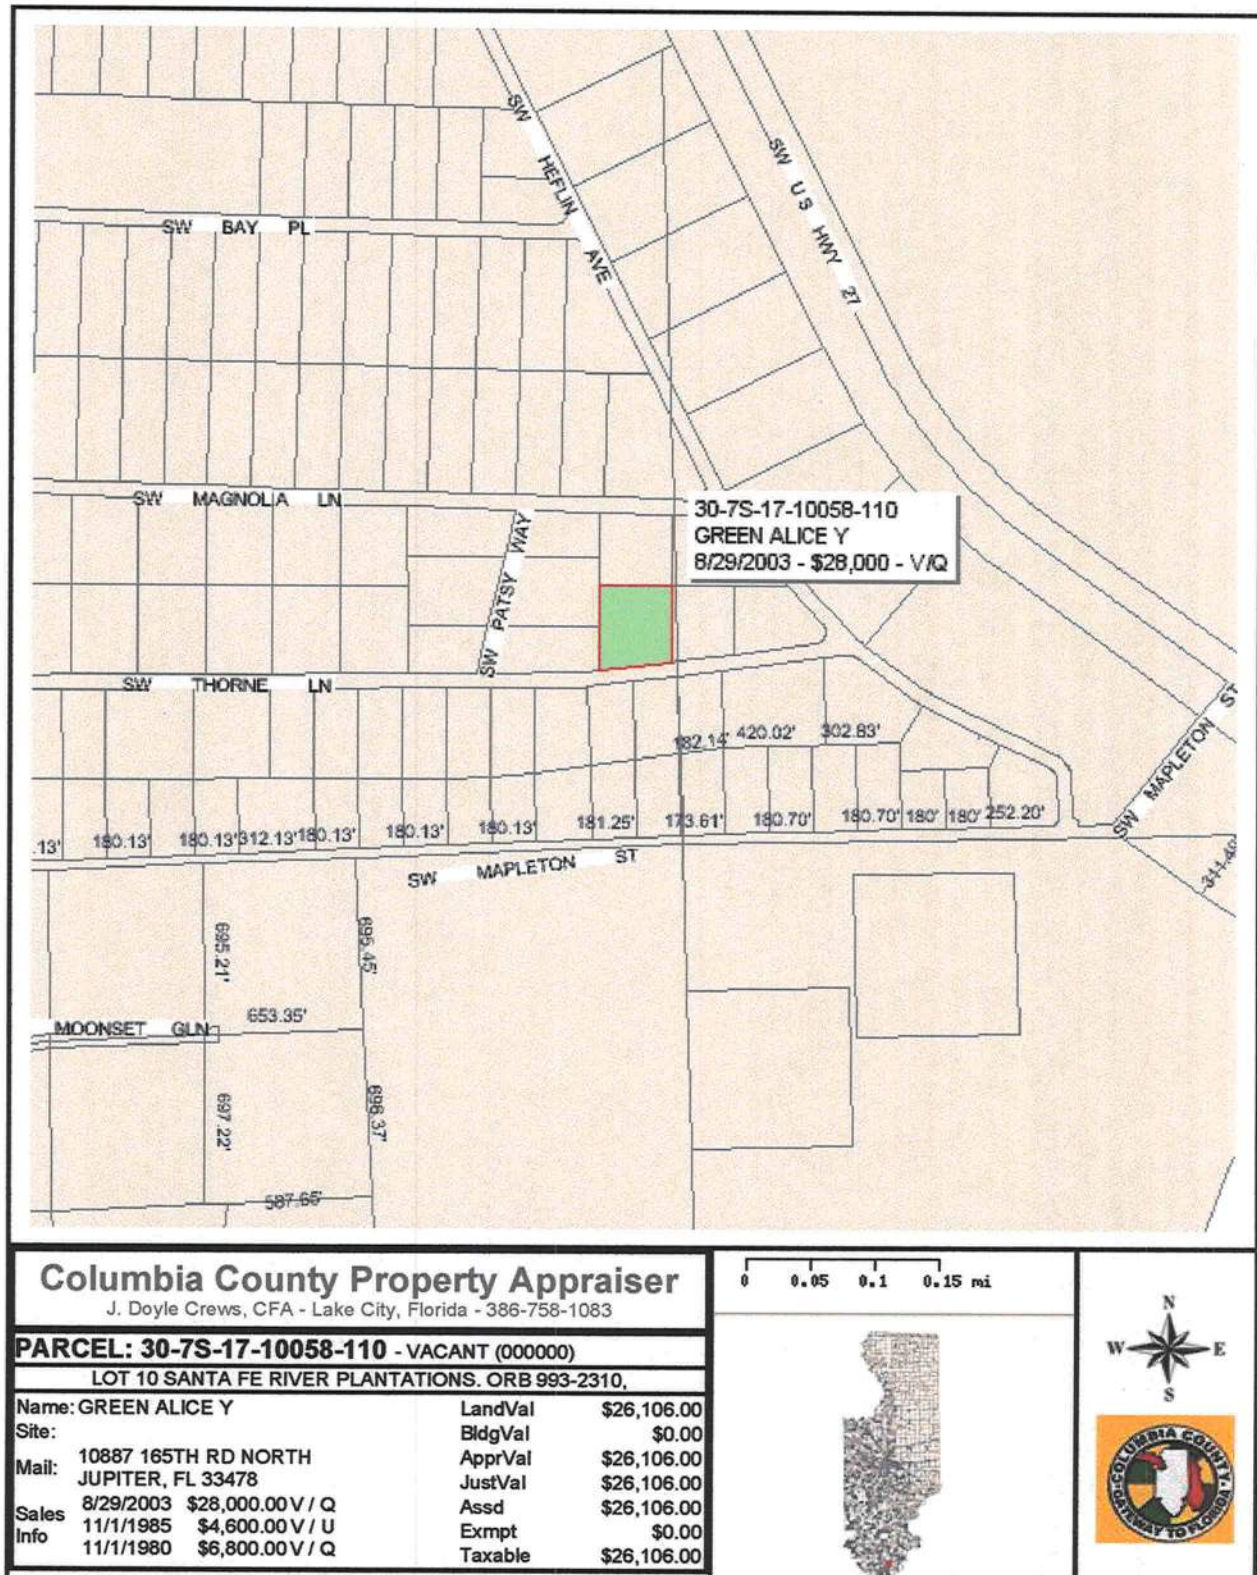 SW HEFLIN AVE
SW US HWY 27
SW BAY PL
SW MAGNOLIA LN
30-7S-17-10058-110
GREEN ALICE Y
8/29/2003 - $28,000 - V/Q
SW PATSY WAY
SW THORNE LN
182.14' 420.02' 302.83'
SW MAPLETON ST
.13' 180.13' 180.13' 312.13' 180.13' 180.13' 180.13' 181.25' 173.61' 180.70' 180.70' 180' 180' 252.20'
SW MAPLETON ST
695.21'
695.45'
MOONSET GLN
653.35'
697.22'
696.37'
587.65'
Columbia County Property Appraiser
J. Doyle Crews, CFA - Lake City, Florida - 386-758-1083
PARCEL: 30-7S-17-10058-110 - VACANT (000000)
LOT 10 SANTA FE RIVER PLANTATIONS. ORB 993-2310,
Name: GREEN ALICE Y LandVal $26,106.00
Site: BldgVal $0.00
Mail: 10887 165TH RD NORTH ApprVal $26,106.00
JUPITER, FL 33478 JustVal $26,106.00
Sales Info 8/29/2003 $28,000.00 V / Q Assd $26,106.00
11/1/1985 $4,600.00 V / U Exmpt $0.00
11/1/1980 $6,800.00 V / Q Taxable $26,106.00
0 0.05 0.1 0.15 mi
N
W E
S
COLUMBIA COUNTY
GATEWAY TO FLORIDA